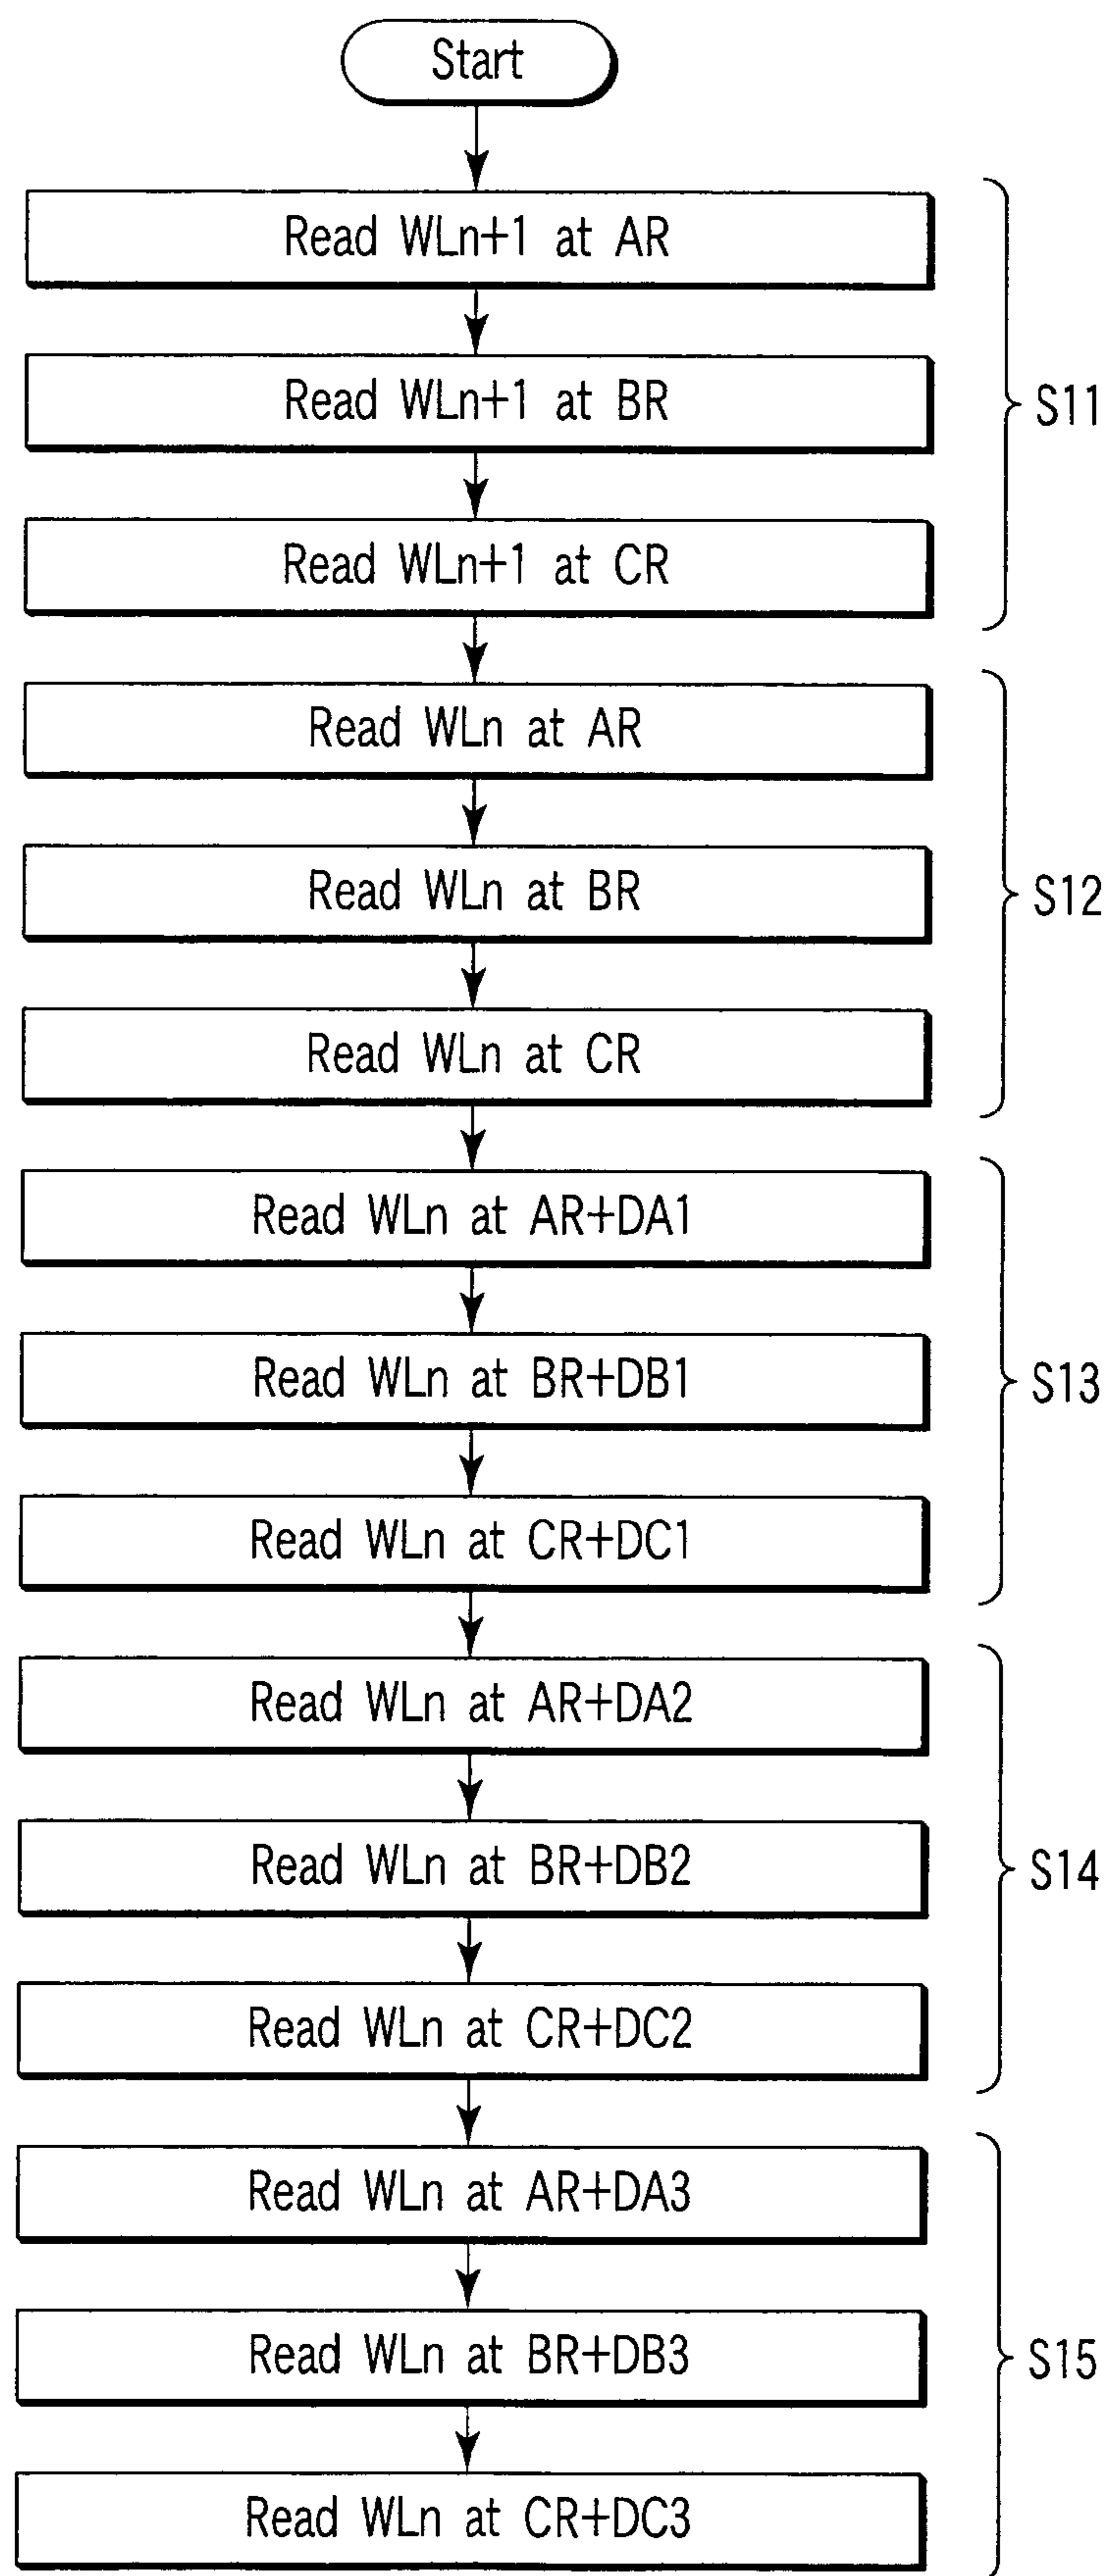 Start
Read WLn+1 at AR
Read WLn+1 at BR
S11
Read WLn+1 at CR
Read WLn at AR
Read WLn at BR
S12
Read WLn at CR
Read WLn at AR+DA1
Read WLn at BR+DB1
S13
Read WLn at CR+DC1
Read WLn at AR+DA2
Read WLn at BR+DB2
S14
Read WLn at CR+DC2
Read WLn at AR+DA3
Read WLn at BR+DB3
S15
Read WLn at CR+DC3